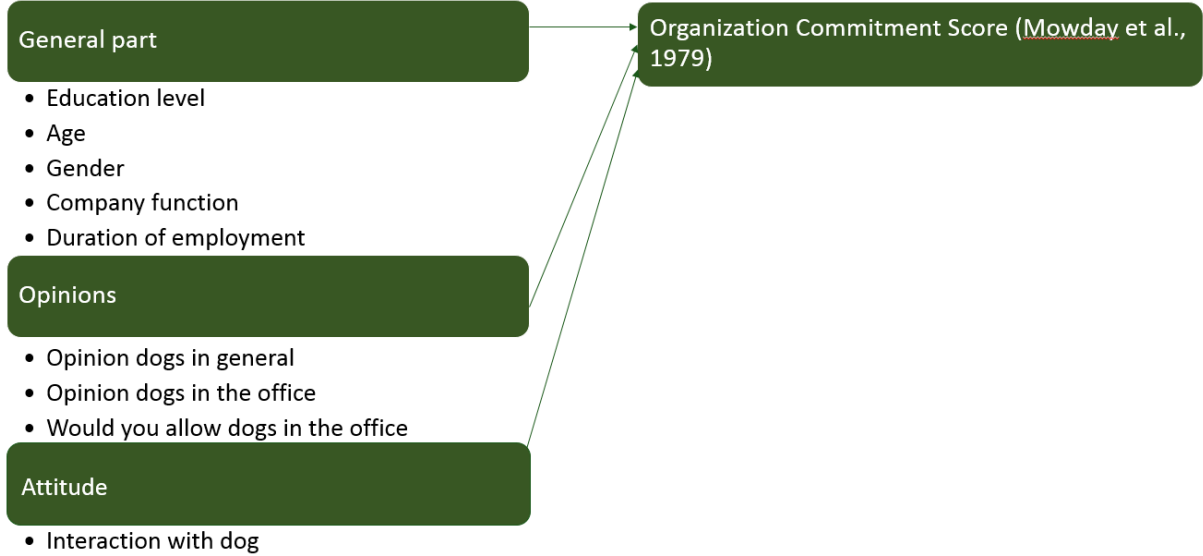 General part
• Education level
• Age
• Gender
• Company function
• Duration of employment
Opinions
• Opinion dogs in general
• Opinion dogs in the office
• Would you allow dogs in the office
Attitude
• Interaction with dog
Organization Commitment Score (Mowday et al.,
1979)